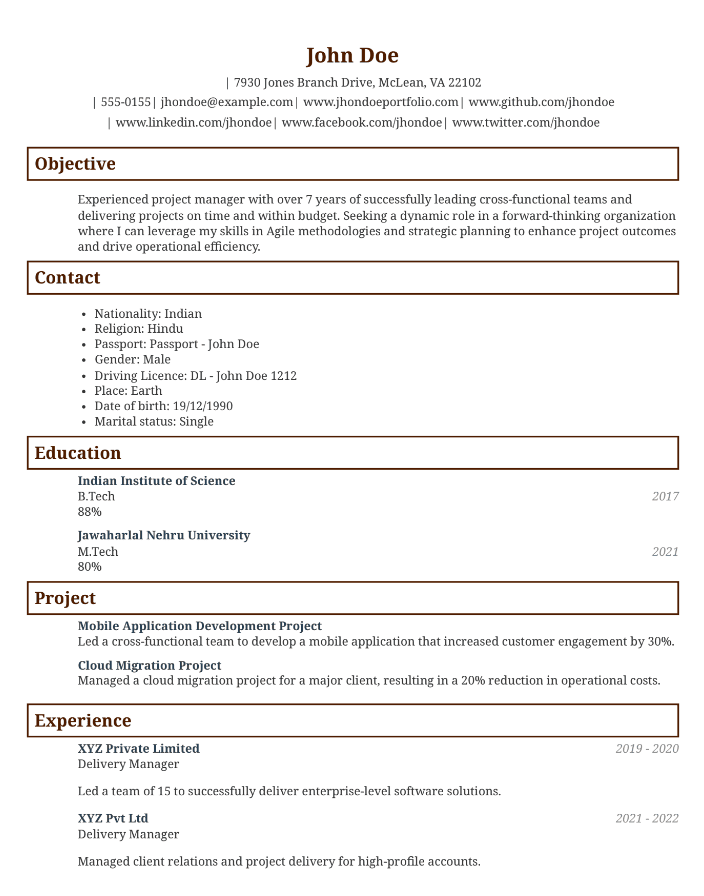 John Doe
| 7930 Jones Branch Drive, McLean, VA 22102
| 555-0155| jhondoe@example.com| www.jhondoeportfolio.com| www.github.com/jhondoe
| www.linkedin.com/jhondoe| www.facebook.com/jhondoe| www.twitter.com/jhondoe
Objective
Experienced project manager with over 7 years of successfully leading cross-functional teams and
delivering projects on time and within budget. Seeking a dynamic role in a forward-thinking organization
where I can leverage my skills in Agile methodologies and strategic planning to enhance project outcomes
and drive operational efficiency.
Contact
• Nationality: Indian
• Religion: Hindu
• Passport: Passport - John Doe
• Gender: Male
• Driving Licence: DL - John Doe 1212
• Place: Earth
• Date of birth: 19/12/1990
• Marital status: Single
Education
Indian Institute of Science
B.Tech 2017
88%
Jawaharlal Nehru University
M.Tech 2021
80%
Project
Mobile Application Development Project
Led a cross-functional team to develop a mobile application that increased customer engagement by 30%.
Cloud Migration Project
Managed a cloud migration project for a major client, resulting in a 20% reduction in operational costs.
Experience
XYZ Private Limited 2019 - 2020
Delivery Manager
Led a team of 15 to successfully deliver enterprise-level software solutions.
XYZ Pvt Ltd 2021 - 2022
Delivery Manager
Managed client relations and project delivery for high-profile accounts.